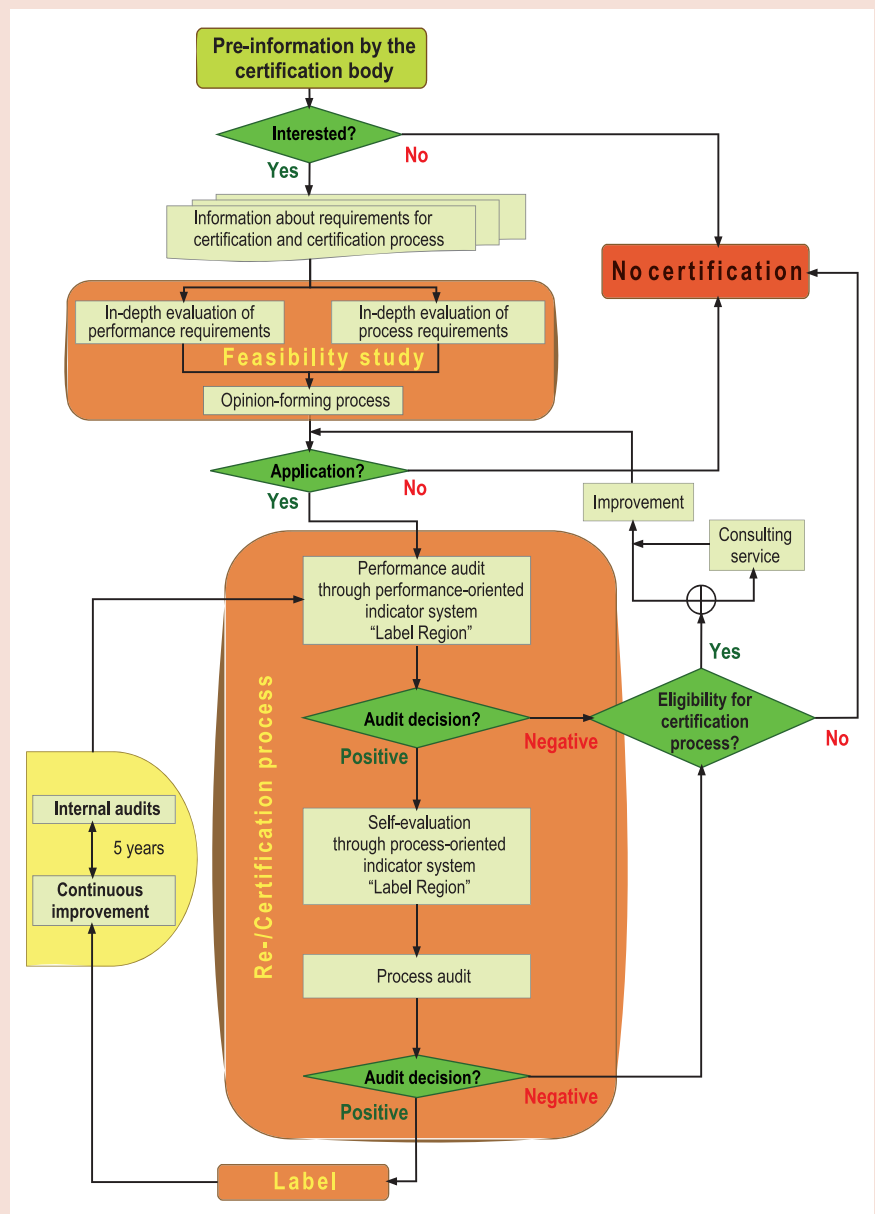 Pre-information by the
certification body
Interested?
No
Yes
Information about requirements for
certification and certification process
No certification
In-depth evaluation of
performance requirements
In-depth evaluation of
process requirements
Feasibility study
Opinion-forming process
Application?
No
Yes
Improvement
Consulting
service
Performance audit
through performance-oriented
indicator system
“Label Region”
Yes
Eligibility for
certification
process?
No
Audit decision?
Negative
Positive
Re-/Certification process
Internal audits
5 years
Continuous
improvement
Self-evaluation
through process-oriented
indicator system
“Label Region”
Process audit
Audit decision?
Negative
Positive
Label